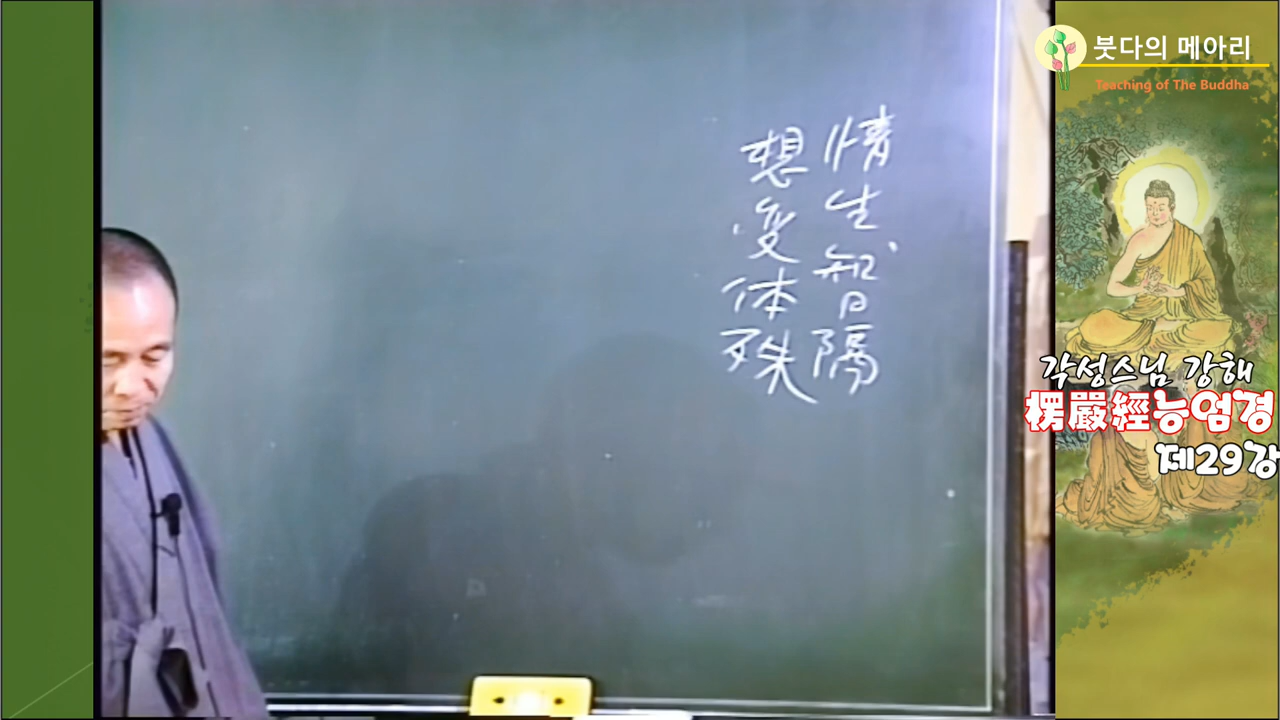 情生智隔
想変体殊
붓다의 메아리
Teaching of The Buddha
각성스님 강해
楞嚴經능엄경
제29강